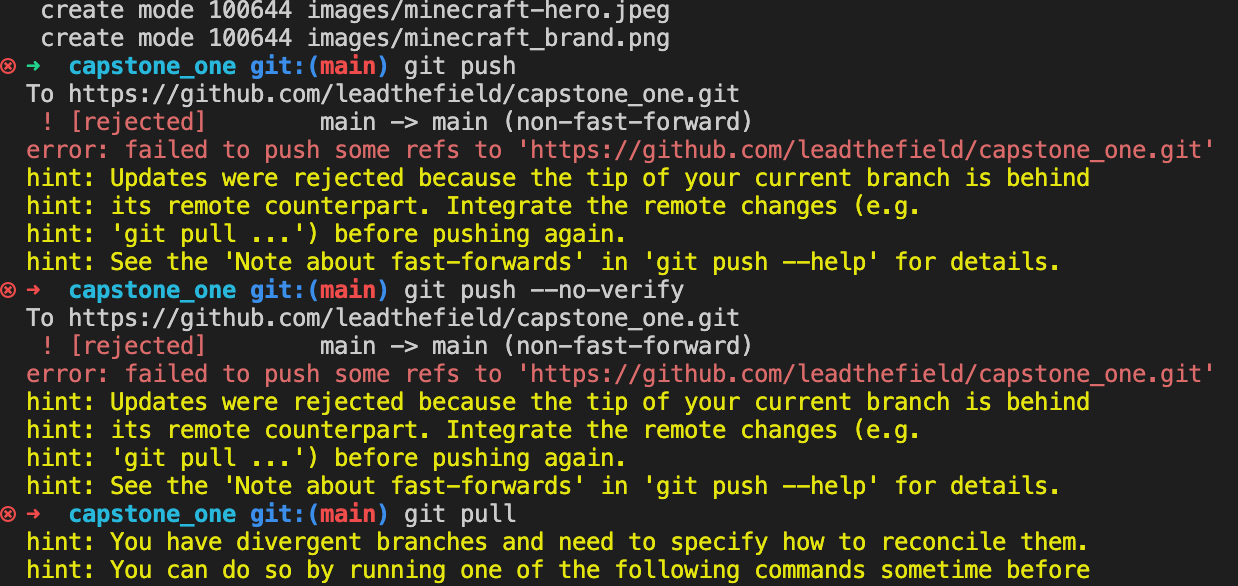 create mode 100644 images/minecraft-hero.jpeg
create mode 100644 images/minecraft_brand.png
⊗ ➜ capstone_one git:(main) git push
To https://github.com/leadthefield/capstone_one.git
! [rejected] main -> main (non-fast-forward)
error: failed to push some refs to 'https://github.com/leadthefield/capstone_one.git'
hint: Updates were rejected because the tip of your current branch is behind
hint: its remote counterpart. Integrate the remote changes (e.g.
hint: 'git pull ...') before pushing again.
hint: See the 'Note about fast-forwards' in 'git push --help' for details.
⊗ ➜ capstone_one git:(main) git push --no-verify
To https://github.com/leadthefield/capstone_one.git
! [rejected] main -> main (non-fast-forward)
error: failed to push some refs to 'https://github.com/leadthefield/capstone_one.git'
hint: Updates were rejected because the tip of your current branch is behind
hint: its remote counterpart. Integrate the remote changes (e.g.
hint: 'git pull ...') before pushing again.
hint: See the 'Note about fast-forwards' in 'git push --help' for details.
⊗ ➜ capstone_one git:(main) git pull
hint: You have divergent branches and need to specify how to reconcile them.
hint: You can do so by running one of the following commands sometime before